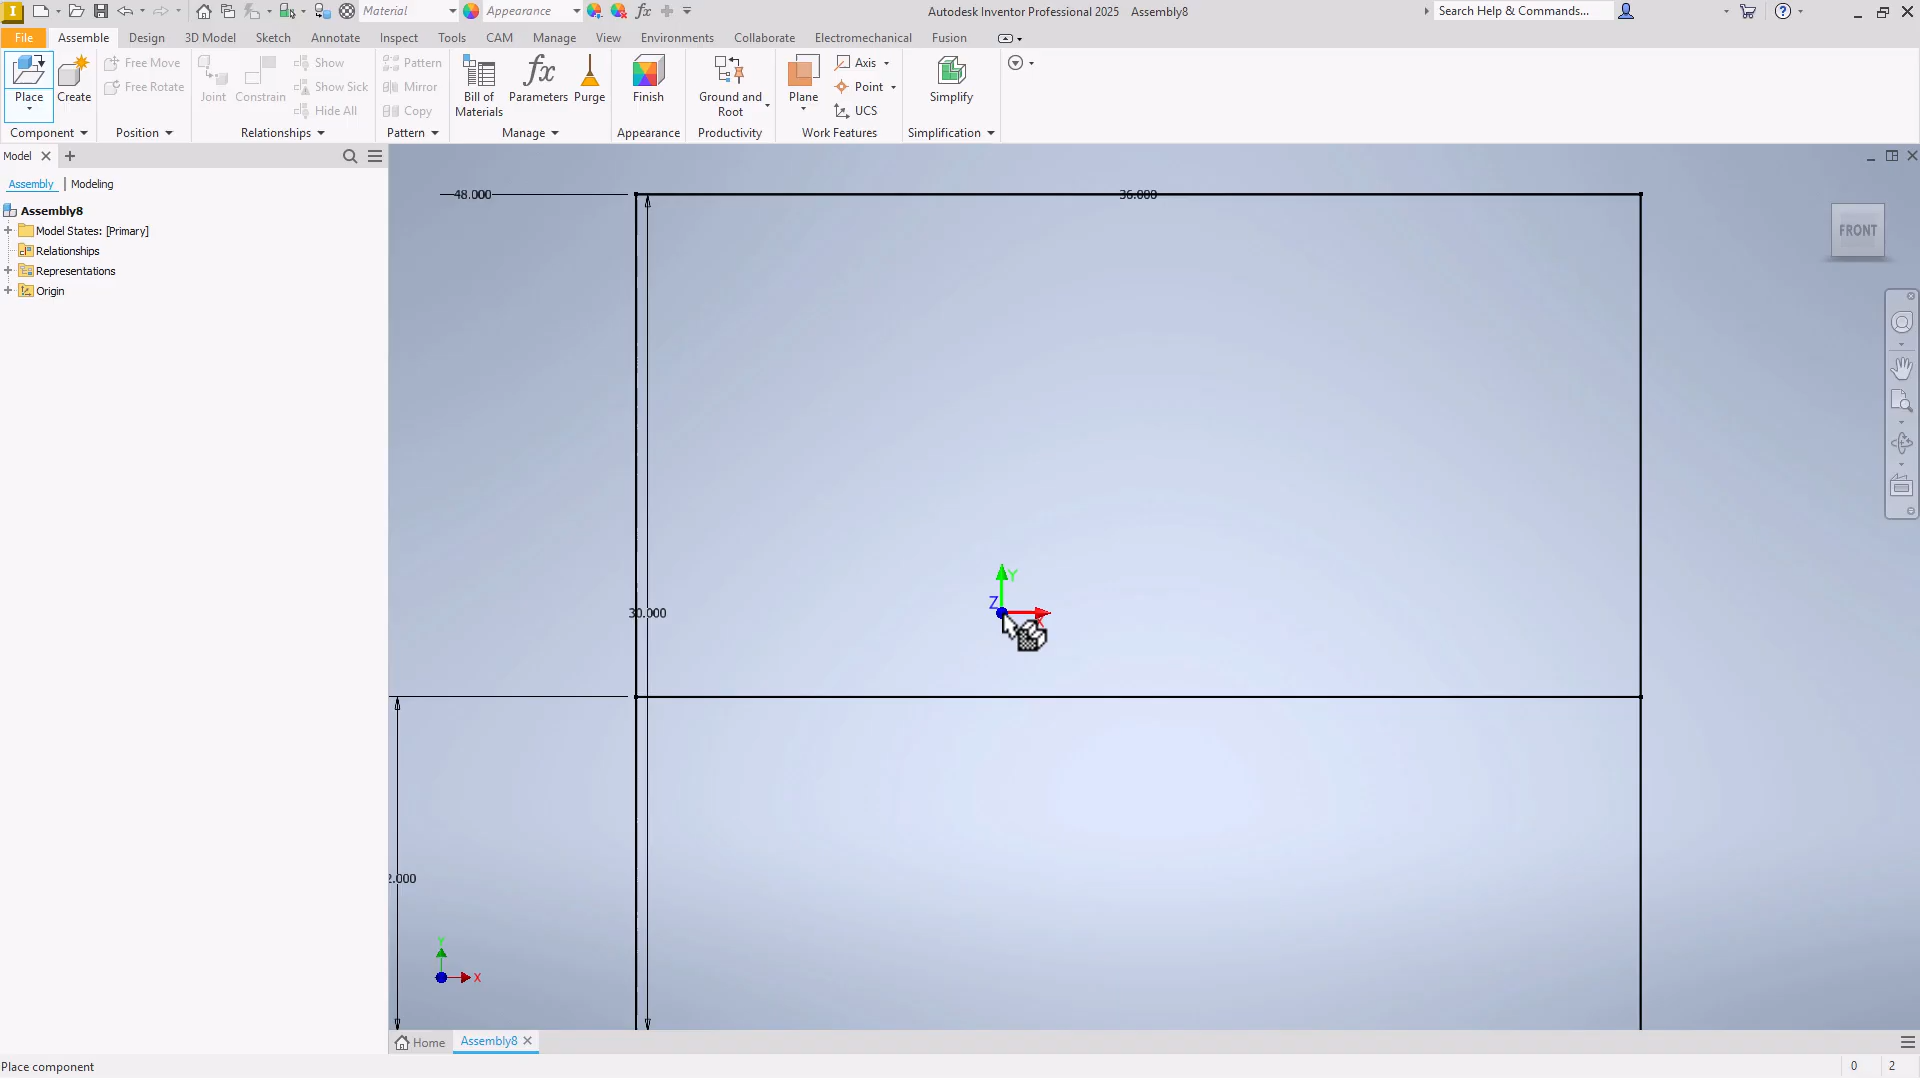 Material
Appearance
Autodesk Inventor Professional 2025 Assembly8
Search Help & Commands...
File Assemble Design 3D Model Sketch Annotate Inspect Tools CAM Manage View Environments Collaborate Electromechanical Fusion
Place Create Free Move Free Rotate Joint Constrain Show Show Sick Hide All Pattern Mirror Copy Bill of Materials Parameters Purge Finish Ground and Root Plane Axis Point UCS Simplify
Component Position Relationships Pattern Manage Appearance Productivity Work Features Simplification
Model
Assembly Modeling
Assembly8
Model States: [Primary]
Relationships
Representations
Origin
48.000
36.000
FRONT
Y
Z
X
30.000
2.000
Y
X
Home Assembly8
Place component
0 2